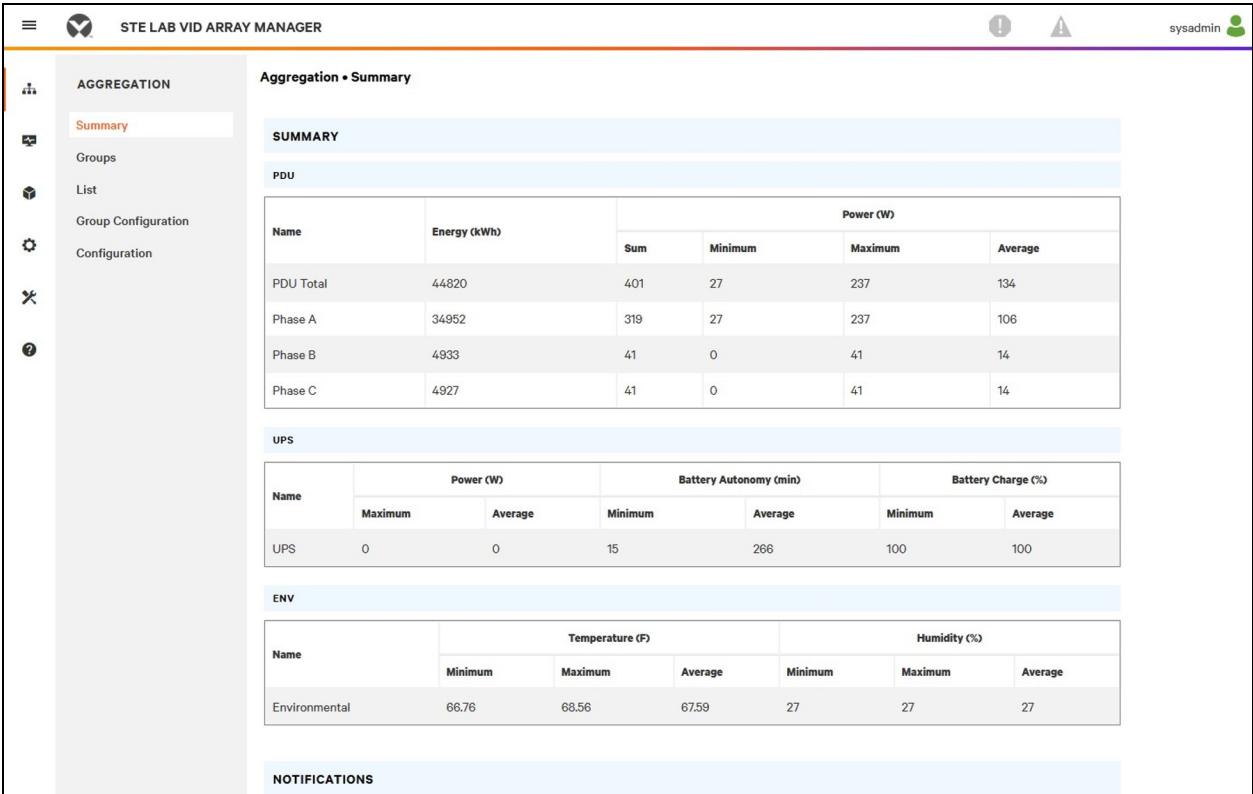 STE LAB VID ARRAY MANAGER
sysadmin
AGGREGATION
Summary
Groups
List
Group Configuration
Configuration
Aggregation • Summary
SUMMARY
PDU
Name Energy (kWh) Power (W)
Sum Minimum Maximum Average
PDU Total 44820 401 27 237 134
Phase A 34952 319 27 237 106
Phase B 4933 41 0 41 14
Phase C 4927 41 0 41 14
UPS
Name Power (W) Battery Autonomy (min) Battery Charge (%)
Maximum Average Minimum Average Minimum Average
UPS 0 0 15 266 100 100
ENV
Name Temperature (F) Humidity (%)
Minimum Maximum Average Minimum Maximum Average
Environmental 66.76 68.56 67.59 27 27 27
NOTIFICATIONS